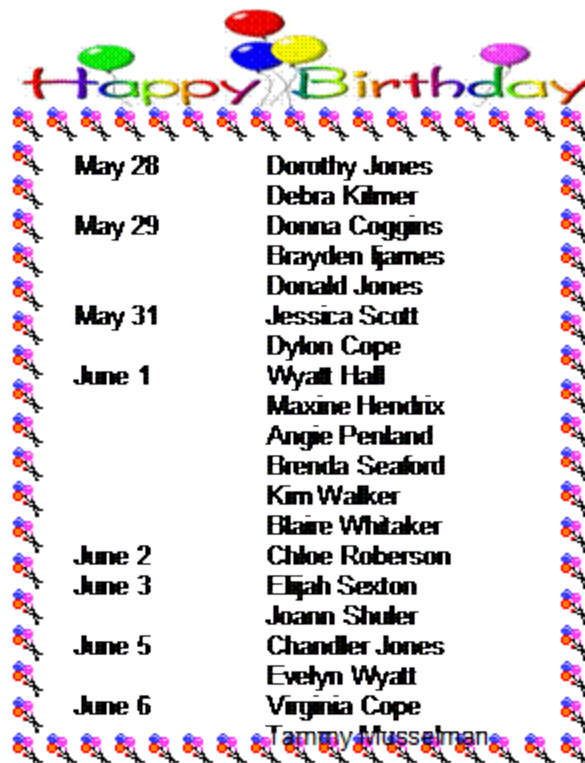 Happy Birthday
May 28 Dorothy Jones
Debra Kilmer
May 29 Donna Coggins
Brayden Ijames
Donald Jones
May 31 Jessica Scott
Dylon Cope
June 1 Wyatt Hall
Maxine Hendrix
Angie Penland
Brenda Seaford
Kim Walker
Blaire Whitaker
June 2 Chloe Roberson
June 3 Elijah Sexton
Joann Shuler
June 5 Chandler Jones
Evelyn Wyatt
June 6 Virginia Cope
Tammy Musselman